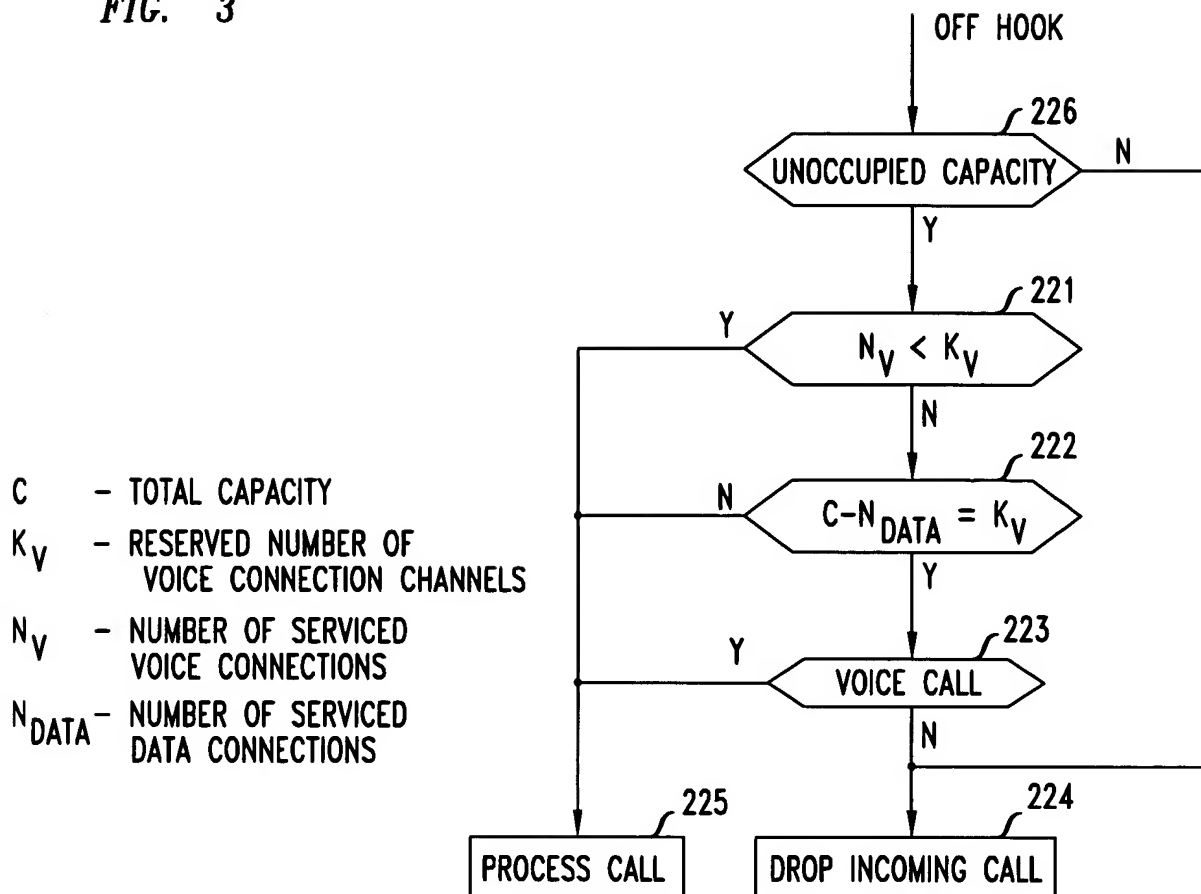 FIG. 3
OFF HOOK
226
UNOCCUPIED CAPACITY
N
Y
221
Y
N_V < K_V
N
222
N
C-N_DATA = K_V
Y
223
Y
VOICE CALL
N
C - TOTAL CAPACITY
K_V - RESERVED NUMBER OF
VOICE CONNECTION CHANNELS
N_V - NUMBER OF SERVICED
VOICE CONNECTIONS
N_DATA - NUMBER OF SERVICED
DATA CONNECTIONS
225
PROCESS CALL
224
DROP INCOMING CALL